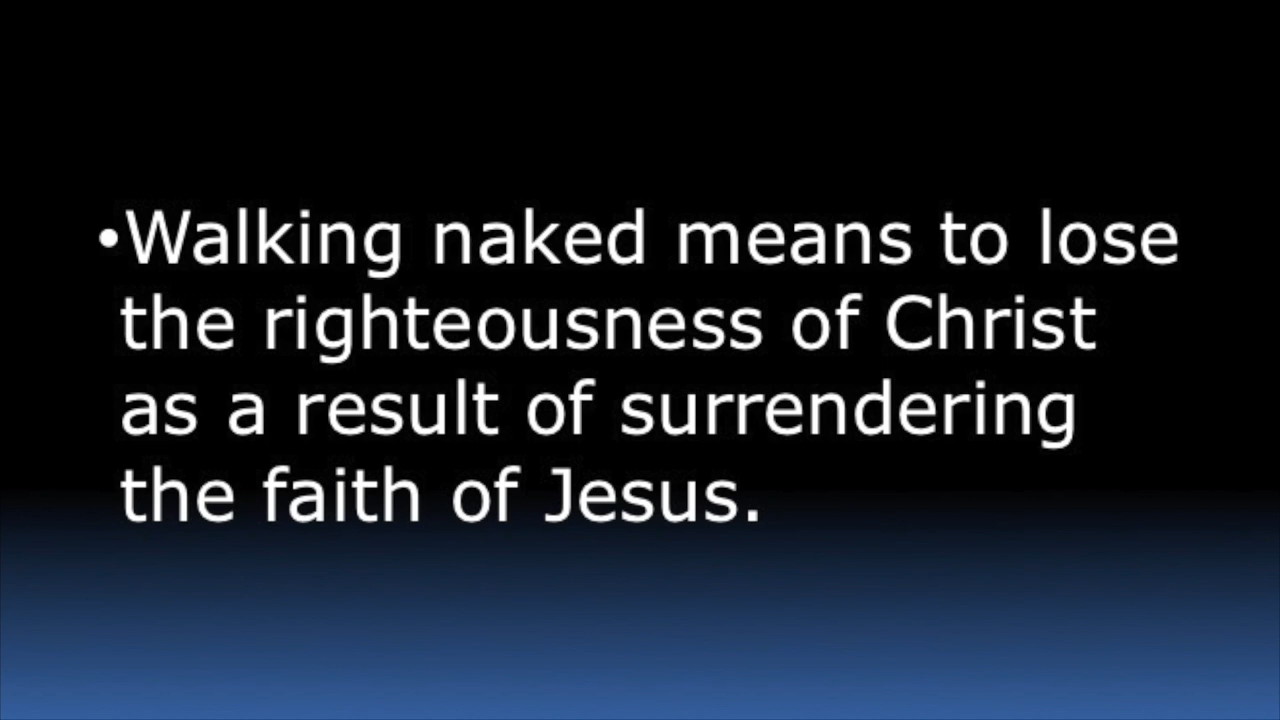 •Walking naked means to lose
the righteousness of Christ
as a result of surrendering
the faith of Jesus.